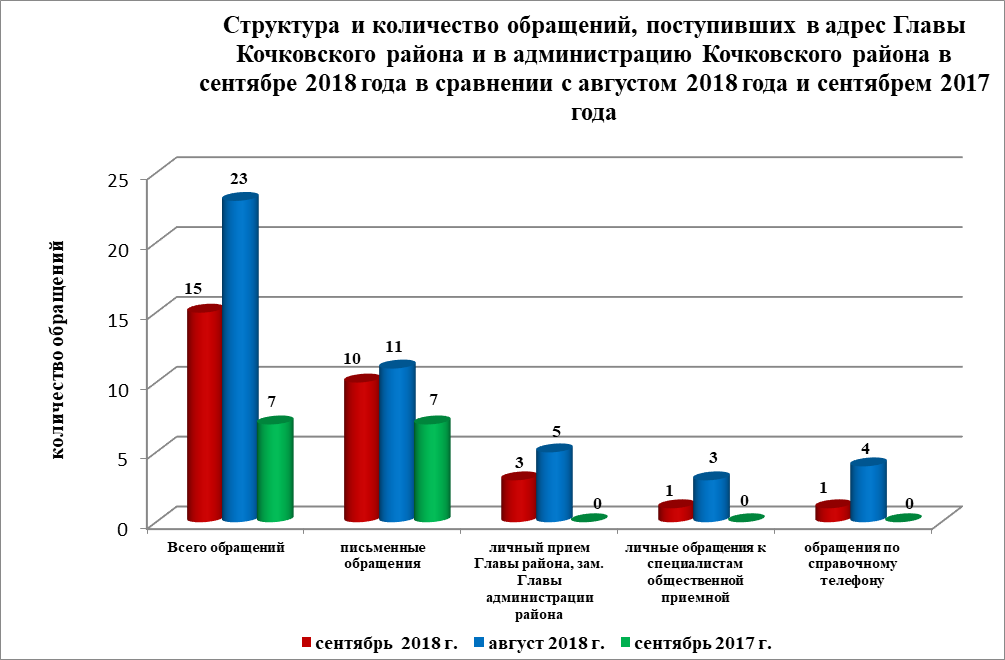 Структура и количество обращений, поступивших в адрес Главы
Кочковского района и в администрацию Кочковского района в
сентябре 2018 года в сравнении с августом 2018 года и сентябрем 2017
года
количество обращений
25
20
15
10
5
0
15
23
7
10
11
7
3
5
0
1
3
0
1
4
0
Всего обращений
письменные
обращения
личный прием
Главы района, зам.
Главы
администрации
района
личные обращения к
специалистам
общественной
приемной
обращения по
справочному
телефону
сентябрь 2018 г.
август 2018 г.
сентябрь 2017 г.